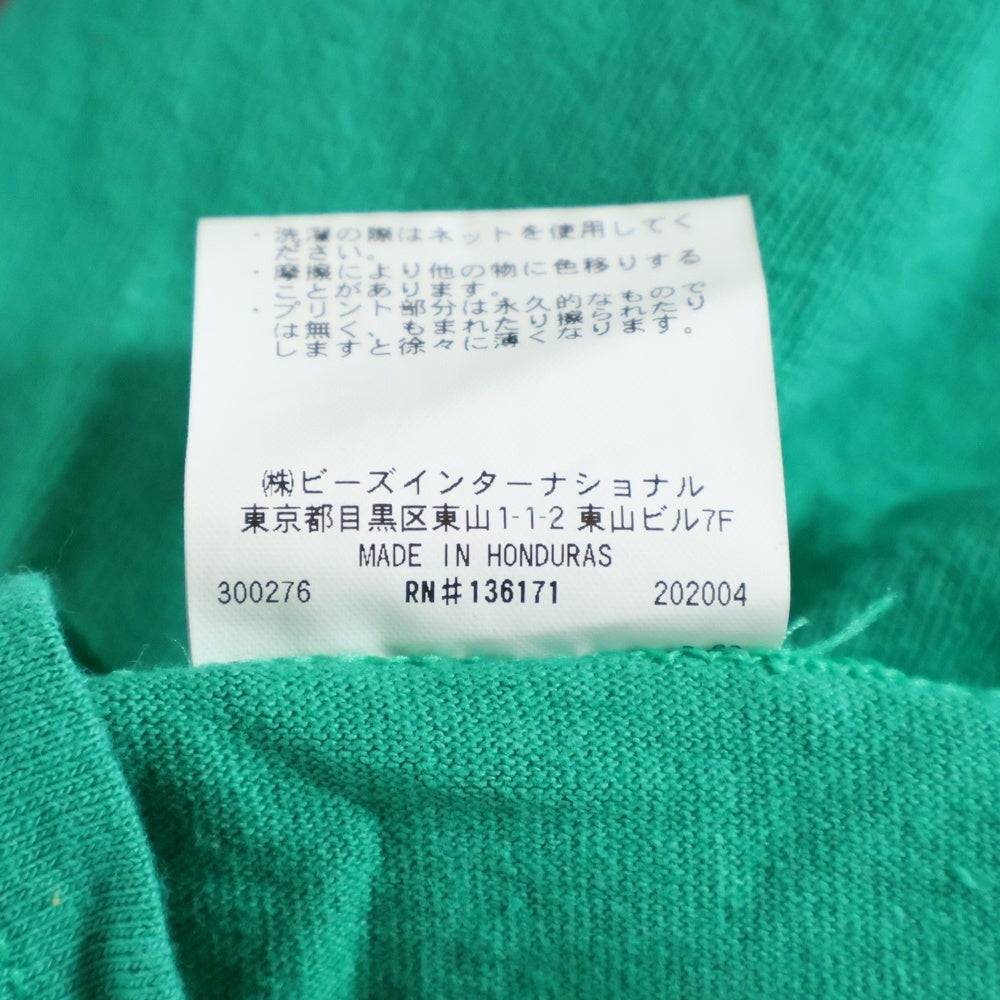 ・洗濯の際はネットを使用してく
ださい。
・摩擦により他の物に色移りする
ことがあります。
・プリント部分は永久的なもので
は無く、もまれたり擦られたり
しますと徐々に薄くなります。
㈱ビーズインターナショナル
東京都目黒区東山1-1-2 東山ビル7F
MADE IN HONDURAS
300276 RN#136171 202004